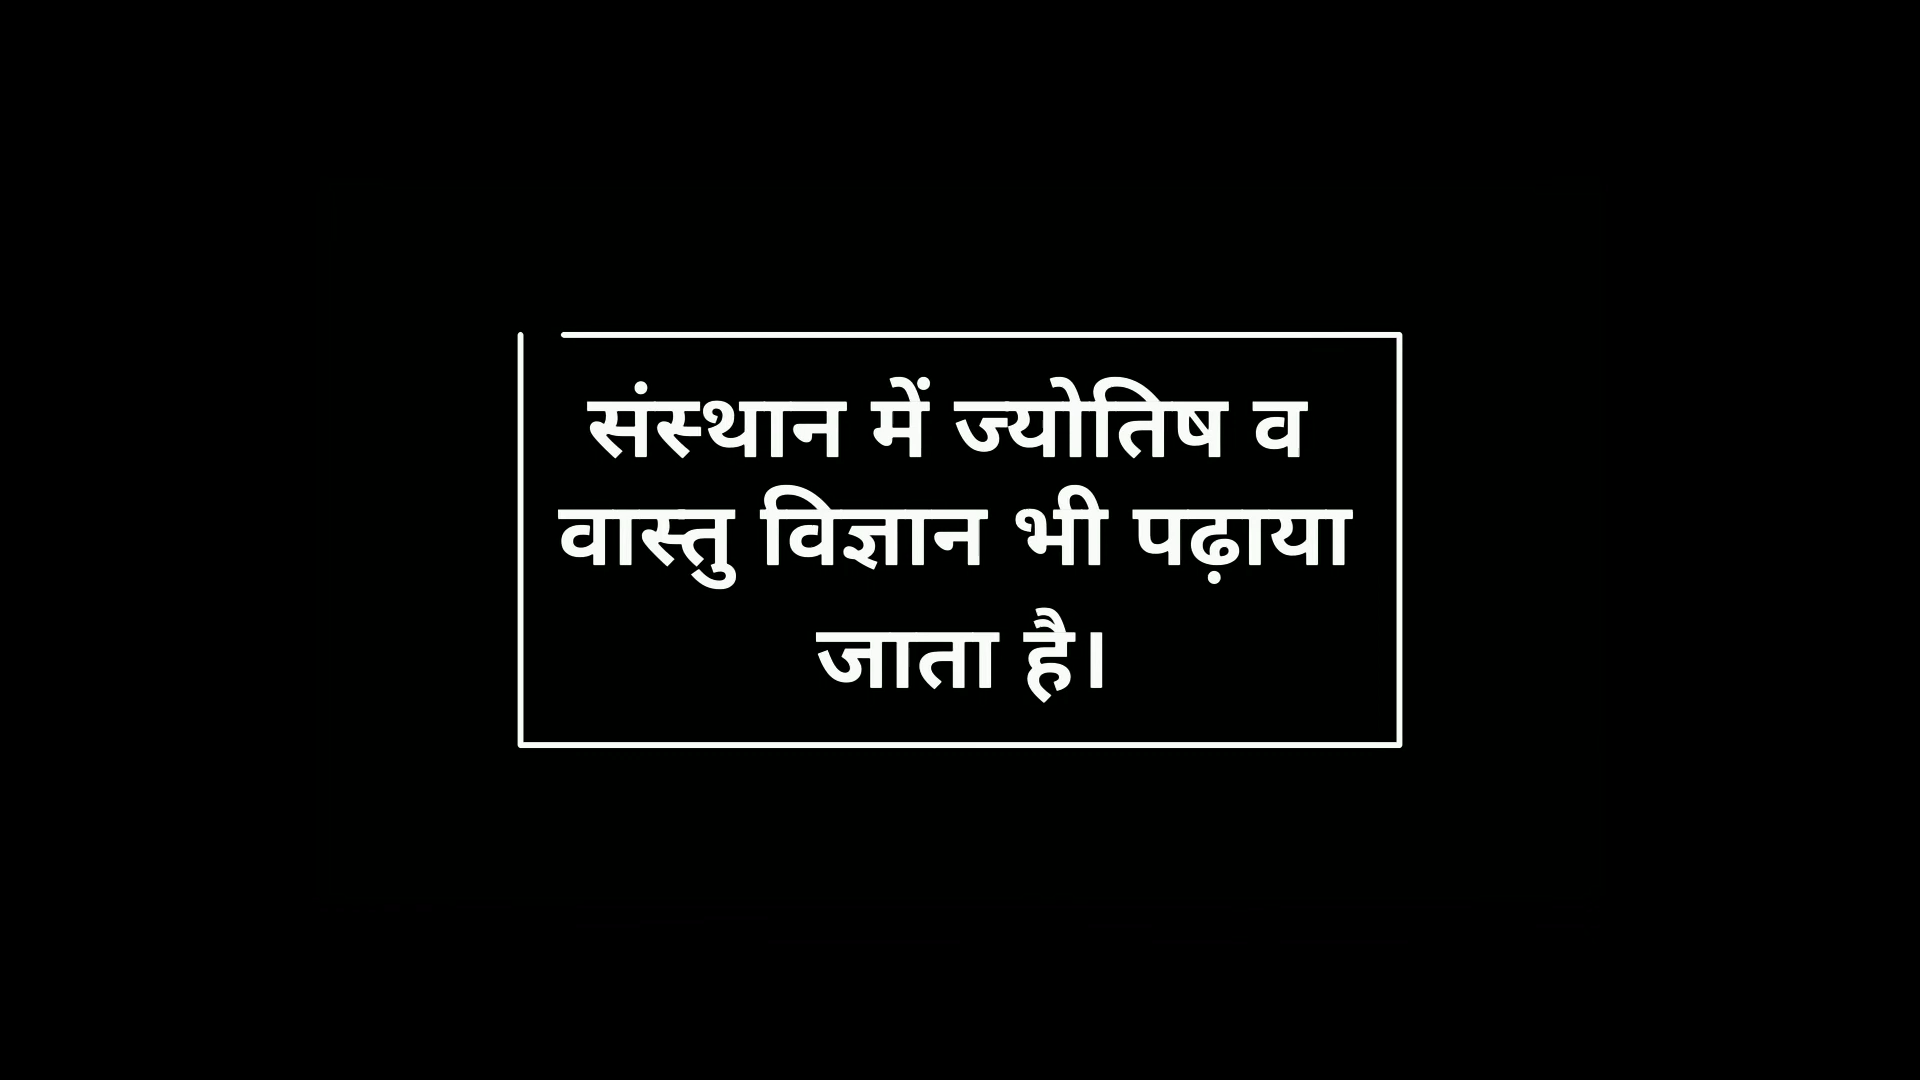 संस्थान में ज्योतिष व
वास्तु विज्ञान भी पढ़ाया
जाता है।